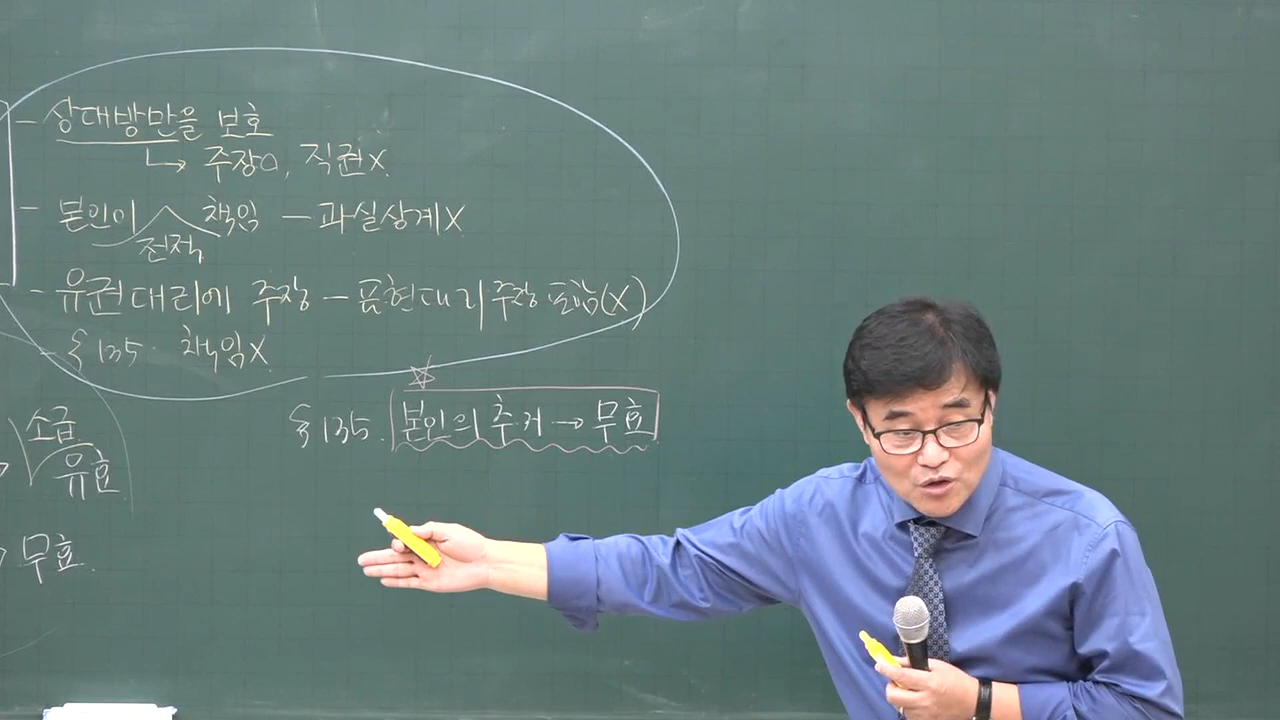 - 상대방만을 보호
↳ 주장O, 직권X
- 본인이 책임 - 과실상계X
전적
- 유권대리에 주장 - 표현대리주장 포함(X)
§135. 책임X
소급
유효
§135. 본인의 추거 → 무효
무효.